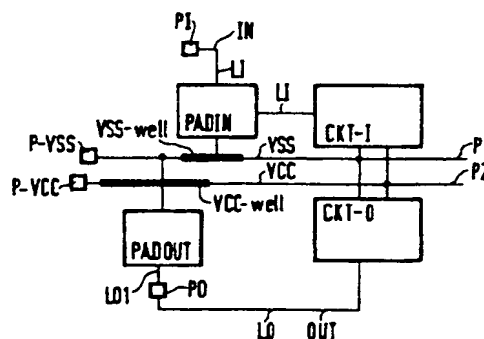 PI
IN
LI
PADIN
LI
CKT-I
VSS-well
P-VSS
VSS
P
P-VCC
VCC
P2
VCC-well
PADOUT
CKT-O
LO1
PO
LO
OUT